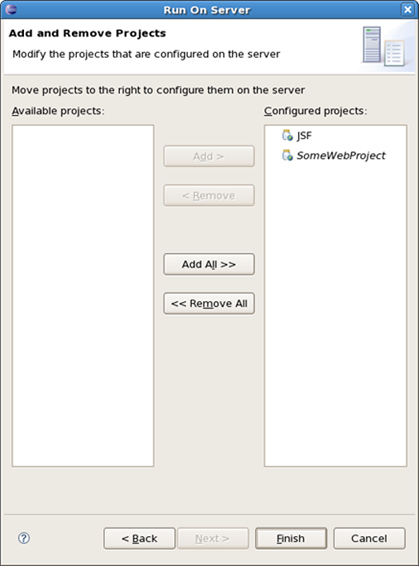 Run On Server
Add and Remove Projects
Modify the projects that are configured on the server
Move projects to the right to configure them on the server
Available projects:
Configured projects:
JSF
SomeWebProject
Add >
< Remove
Add All >>
<< Remove All
?
< Back
Next >
Finish
Cancel